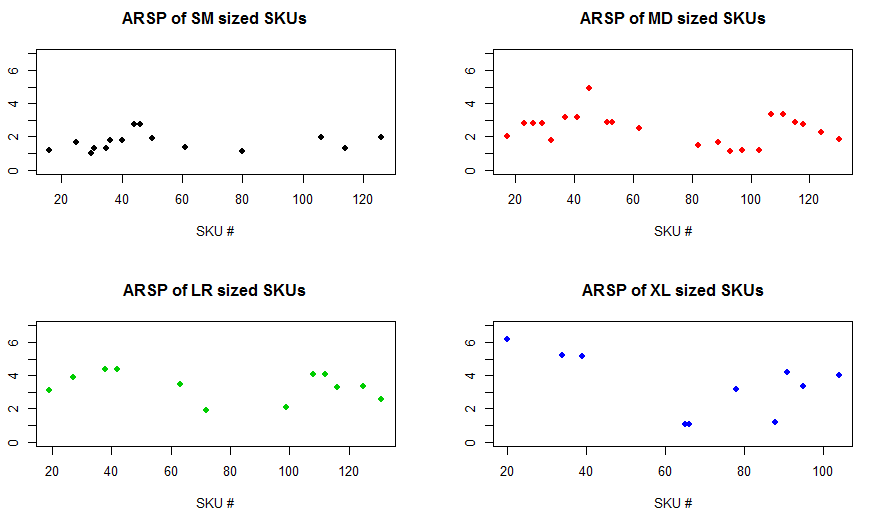 ARSP of SM sized SKUs
6
4
2
0
20 40 60 80 100 120
SKU #
ARSP of MD sized SKUs
6
4
2
0
20 40 60 80 100 120
SKU #
ARSP of LR sized SKUs
6
4
2
0
20 40 60 80 100 120
SKU #
ARSP of XL sized SKUs
6
4
2
0
20 40 60 80 100
SKU #